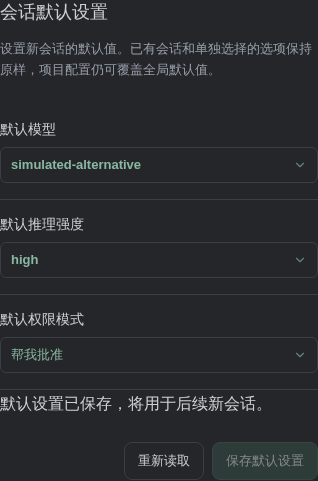 会话默认设置
设置新会话的默认值。已有会话和单独选择的选项保持
原样，项目配置仍可覆盖全局默认值。
默认模型
simulated-alternative
默认推理强度
high
默认权限模式
帮我批准
默认设置已保存，将用于后续新会话。
重新读取
保存默认设置